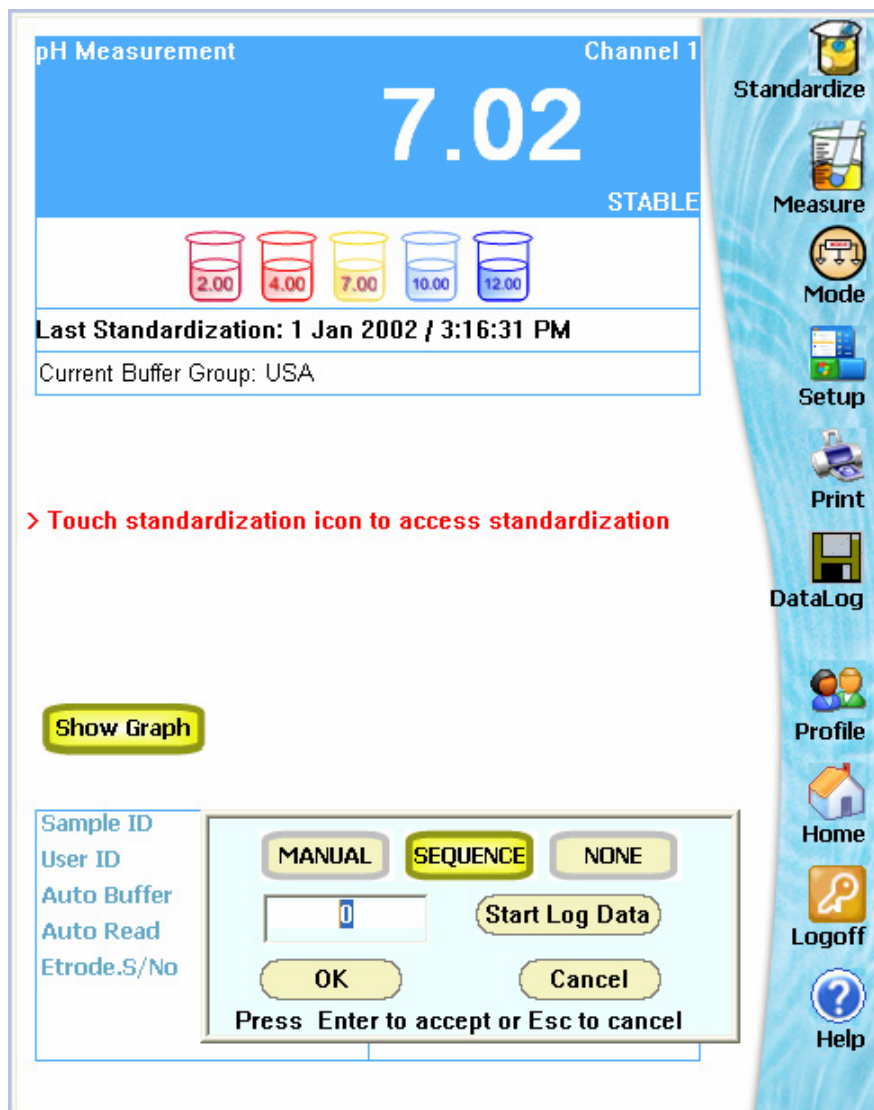 pH Measurement Channel 1
7.02
STABLE
2.00 4.00 7.00 10.00 12.00
Last Standardization: 1 Jan 2002 / 3:16:31 PM
Current Buffer Group: USA
> Touch standardization icon to access standardization
Show Graph
Sample ID
User ID
Auto Buffer
Auto Read
Etrode.S/No
MANUAL SEQUENCE NONE
0 Start Log Data
OK Cancel
Press Enter to accept or Esc to cancel
Standardize
Measure
Mode
Setup
Print
DataLog
Profile
Home
Logoff
Help